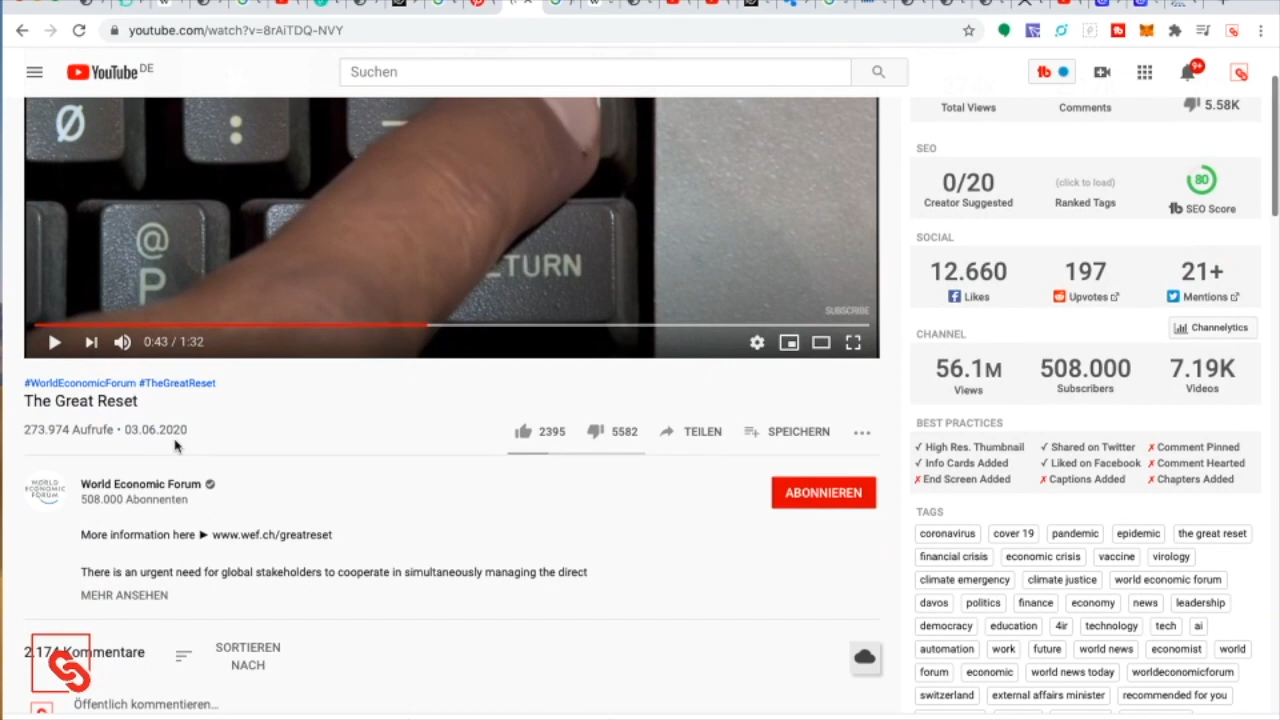 youtube.com/watch?v=8rAiTDQ-NVY
YouTube DE
Suchen
9+
Ø
:
@
P
ETURN
SUBSCRIBE
0:43 / 1:32
#WorldEconomicForum #TheGreatReset
The Great Reset
273.974 Aufrufe • 03.06.2020
2395
5582
TEILEN
SPEICHERN
WORLD
ECONOMIC
FORUM
World Economic Forum
508.000 Abonnenten
ABONNIEREN
More information here ► www.wef.ch/greatreset
There is an urgent need for global stakeholders to cooperate in simultaneously managing the direct
MEHR ANSEHEN
2.174 Kommentare
SORTIEREN
NACH
Öffentlich kommentieren...
Total Views
Comments
5.58K
SEO
0/20
Creator Suggested
(click to load)
Ranked Tags
80
tb SEO Score
SOCIAL
12.660
Likes
197
Upvotes
21+
Mentions
CHANNEL
Channelytics
56.1M
Views
508.000
Subscribers
7.19K
Videos
BEST PRACTICES
✓ High Res. Thumbnail ✓ Shared on Twitter ✗ Comment Pinned
✓ Info Cards Added ✓ Liked on Facebook ✗ Comment Hearted
✗ End Screen Added ✗ Captions Added ✗ Chapters Added
TAGS
coronavirus cover 19 pandemic epidemic the great reset
financial crisis economic crisis vaccine virology
climate emergency climate justice world economic forum
davos politics finance economy news leadership
democracy education 4ir technology tech ai
automation work future world news economist world
forum economic world news today worldeconomicforum
switzerland external affairs minister recommended for you